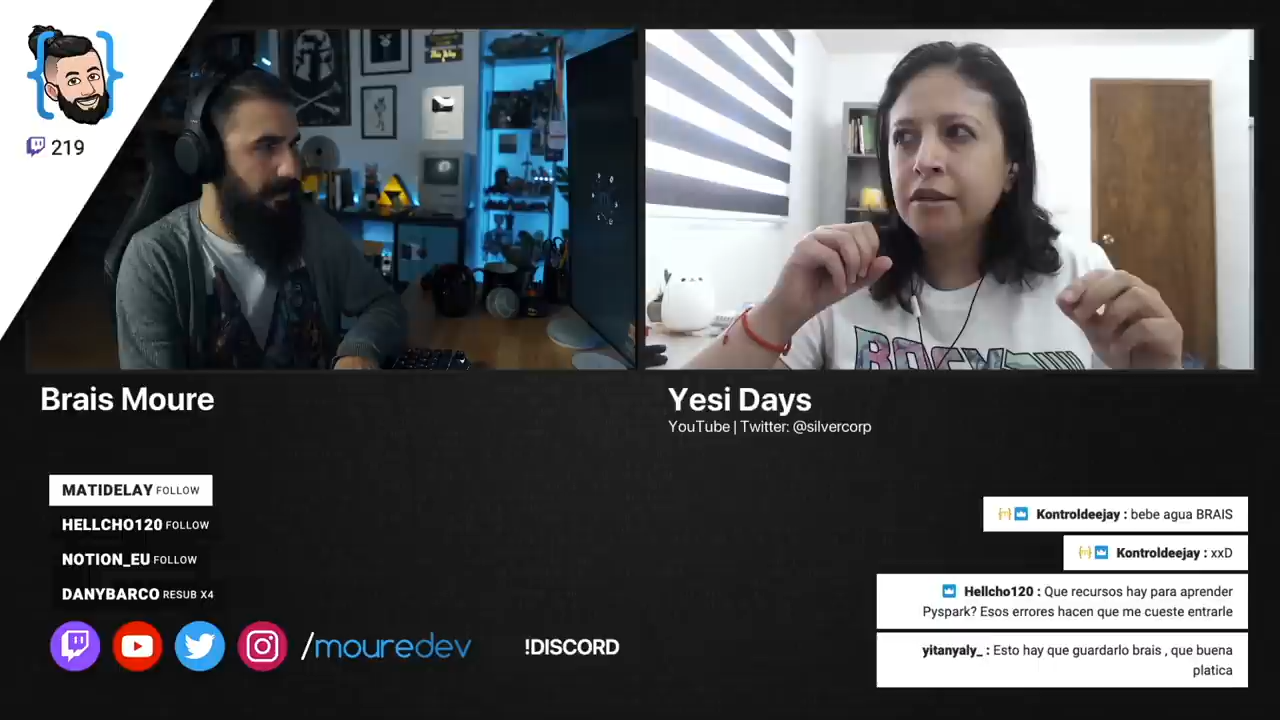 219
Brais Moure
Yesi Days
YouTube | Twitter: @silvercorp
MATIDELAY FOLLOW
HELLCHO120 FOLLOW
NOTION_EU FOLLOW
DANYBARCO RESUB X4
/mouredev
!DISCORD
Kontroldeejay : bebe agua BRAIS
Kontroldeejay : xxD
Hellcho120 : Que recursos hay para aprender
Pyspark? Esos errores hacen que me cueste entrarle
yitanyaly_ : Esto hay que guardarlo brais , que buena
platica